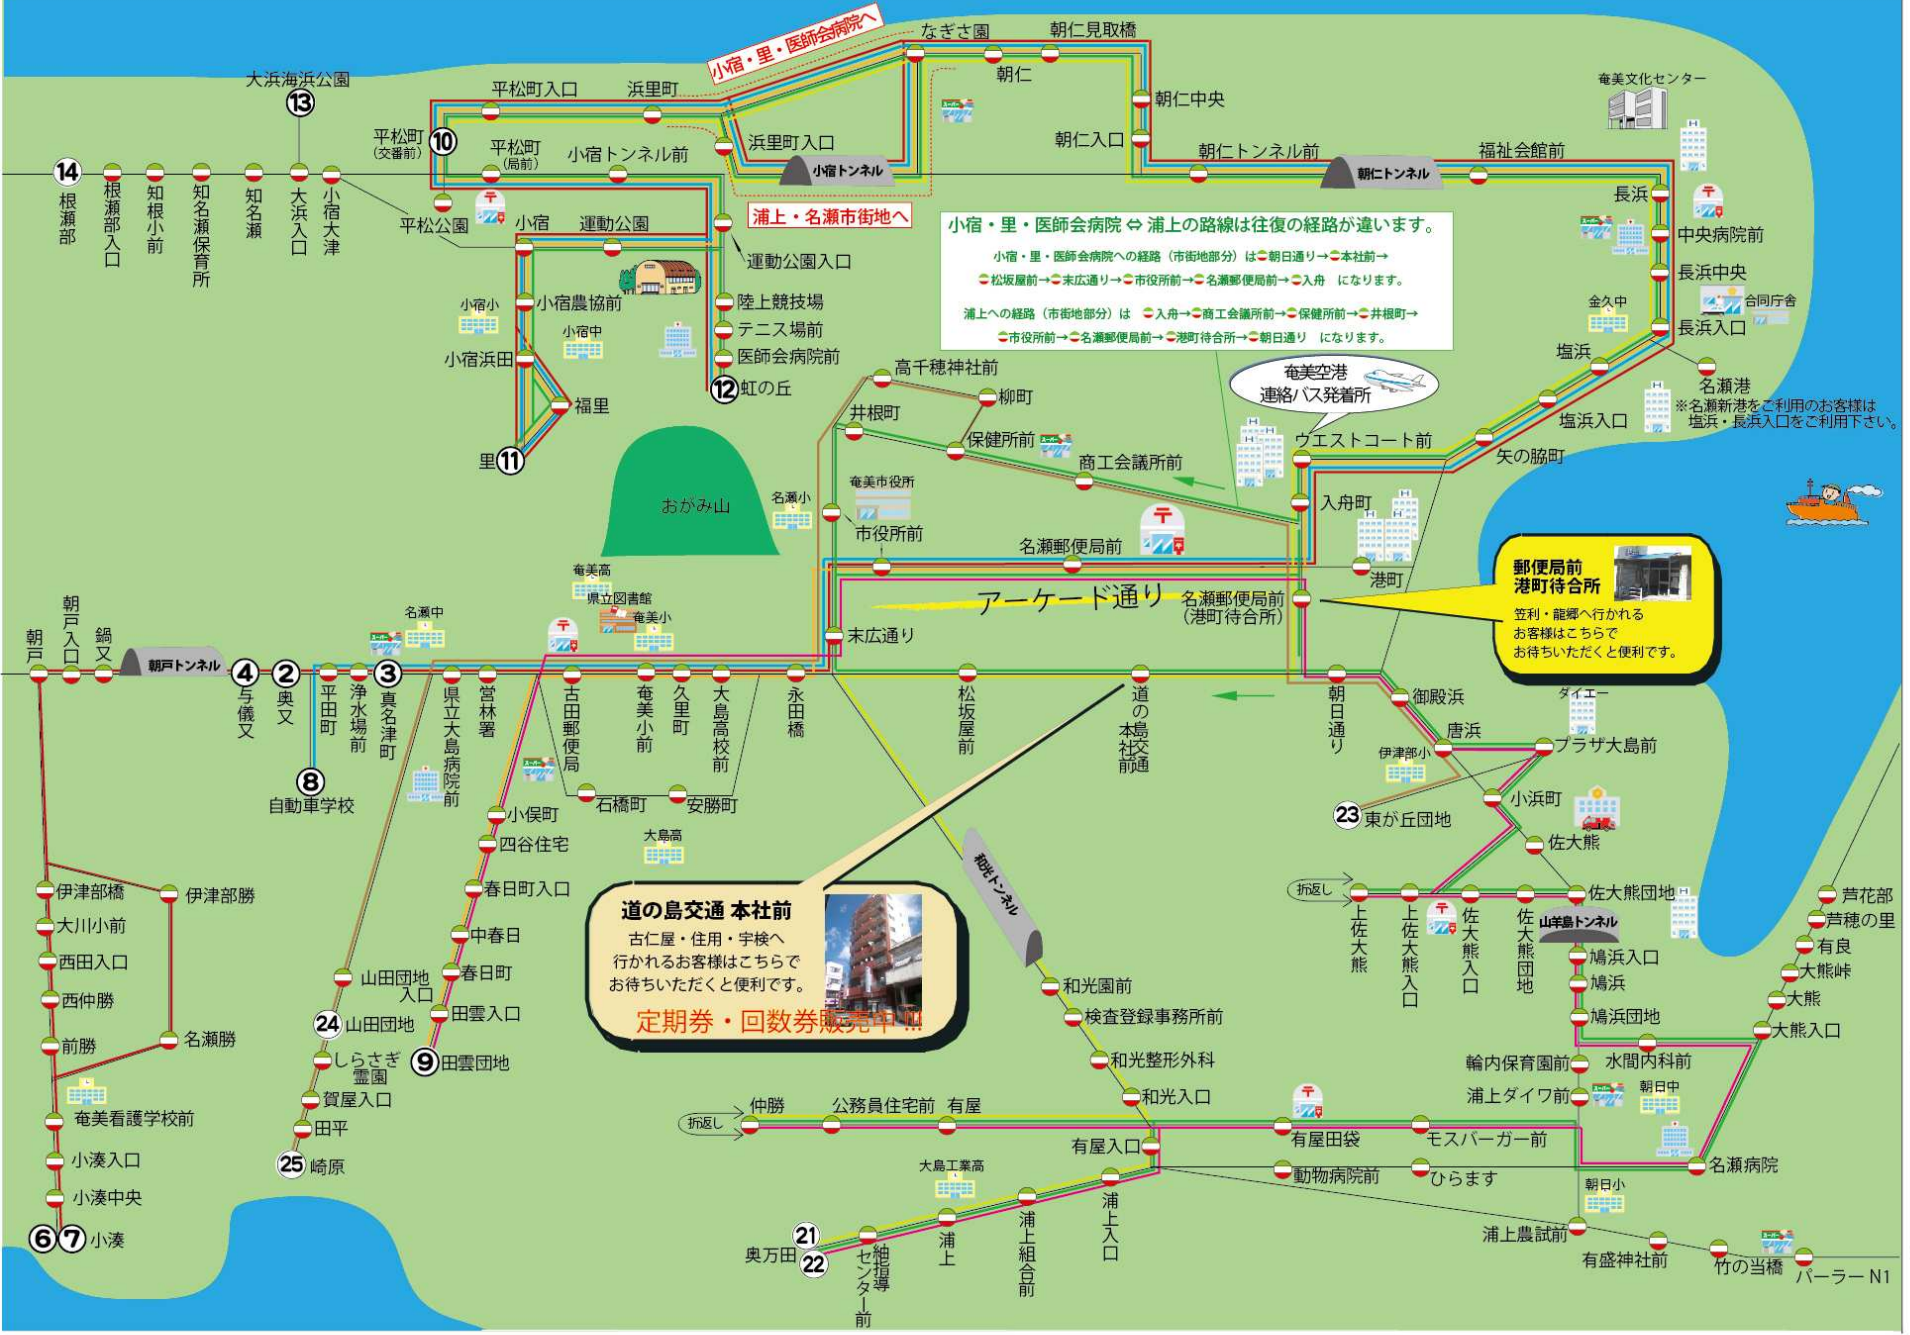 小宿・里・医師会病院へ
なぎさ園
朝仁見取橋
朝仁
大浜海浜公園
13
平松町入口
浜里町
奄美文化センター
朝仁中央
平松町
(交番前)
10
平松町
(局前)
小宿トンネル前
浜里町入口
朝仁入口
小宿トンネル
朝仁トンネル前
朝仁トンネル
福祉会館前
14
根瀬部
根瀬部入口
知根小前
知名瀬保育所
知名瀬
大浜入口
小宿大津
平松公園
小宿
運動公園
浦上・名瀬市街地へ
運動公園入口
長浜
中央病院前
長浜中央
金久中
合同庁舎
長浜入口
小宿・里・医師会病院⇔浦上の路線は往復の経路が違います。
小宿・里・医師会病院への経路(市街地部分)は朝日通り→本社前→
松坂屋前→末広通り→市役所前→名瀬郵便局前→入舟 になります。
浦上への経路(市街地部分)は 入舟→商工会議所前→保健所前→井根町→
市役所前→名瀬郵便局前→港町待合所→朝日通り になります。
小宿小
小宿農協前
小宿中
陸上競技場
テニス場前
医師会病院前
12
虹の丘
小宿浜田
福里
里
11
高千穂神社前
柳町
井根町
保健所前
商工会議所前
奄美空港
連絡バス発着所
塩浜
名瀬港
※名瀬新港をご利用のお客様は
塩浜・長浜入口をご利用下さい。
塩浜入口
矢の脇町
ウエストコート前
入舟町
おがみ山
名瀬小
奄美市役所
市役所前
名瀬郵便局前
港町
アーケード通り
名瀬郵便局前
(港町待合所)
郵便局前
港町待合所
笠利・龍郷へ行かれる
お客様はこちらで
お待ちいただくと便利です。
奄美高
県立図書館
奄美小
名瀬中
末広通り
朝戸
朝戸入口
鍋又
朝戸トンネル
4
与儀又
2
奥又
平田町
浄水場前
3
真名津町
県立大島病院前
営林署
古田郵便局
奄美小前
久里町
大島高校前
永田橋
松坂屋前
道の島交通
本社前
朝日通り
御殿浜
ダイエー
唐浜
プラザ大島前
伊津部小
8
自動車学校
石橋町
安勝町
大島高
小俣町
四谷住宅
春日町入口
中春日
春日町
田雲入口
9
田雲団地
小浜町
23
東が丘団地
佐大熊
折返し
上佐大熊
上佐大熊入口
佐大熊入口
佐大熊団地
佐大熊団地
山羊島トンネル
鳩浜入口
鳩浜
鳩浜団地
芦花部
芦穂の里
有良
大熊峠
大熊
大熊入口
和光トンネル
道の島交通 本社前
古仁屋・住用・宇検へ
行かれるお客様はこちらで
お待ちいただくと便利です。
定期券・回数券販売中!!!
伊津部橋
伊津部勝
大川小前
西田入口
西仲勝
前勝
名瀬勝
奄美看護学校前
小湊入口
小湊中央
6
7
小湊
山田団地
入口
24
山田団地
しらさぎ
霊園
賀屋入口
田平
25
崎原
和光園前
検査登録事務所前
和光整形外科
和光入口
輪内保育園前
水間内科前
浦上ダイワ前
朝日中
折返し
仲勝
公務員住宅前
有屋
有屋入口
有屋田袋
モスバーガー前
動物病院前
ひらます
名瀬病院
朝日小
大島工業高
21
22
奥万田
紬指導
センター前
浦上
浦上組合前
浦上入口
浦上農試前
有盛神社前
竹の当橋
パーラーN1